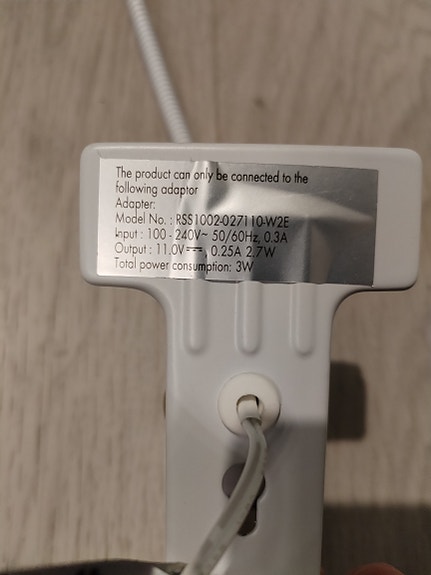 The product can only be connected to the
following adaptor
Adapter:
Model No. : RSS1002-027110-W2E
Input : 100 - 240V~ 50/60Hz, 0.3A
Output : 11.0V⎓ 0.25A 2.7W
Total power consumption: 3W